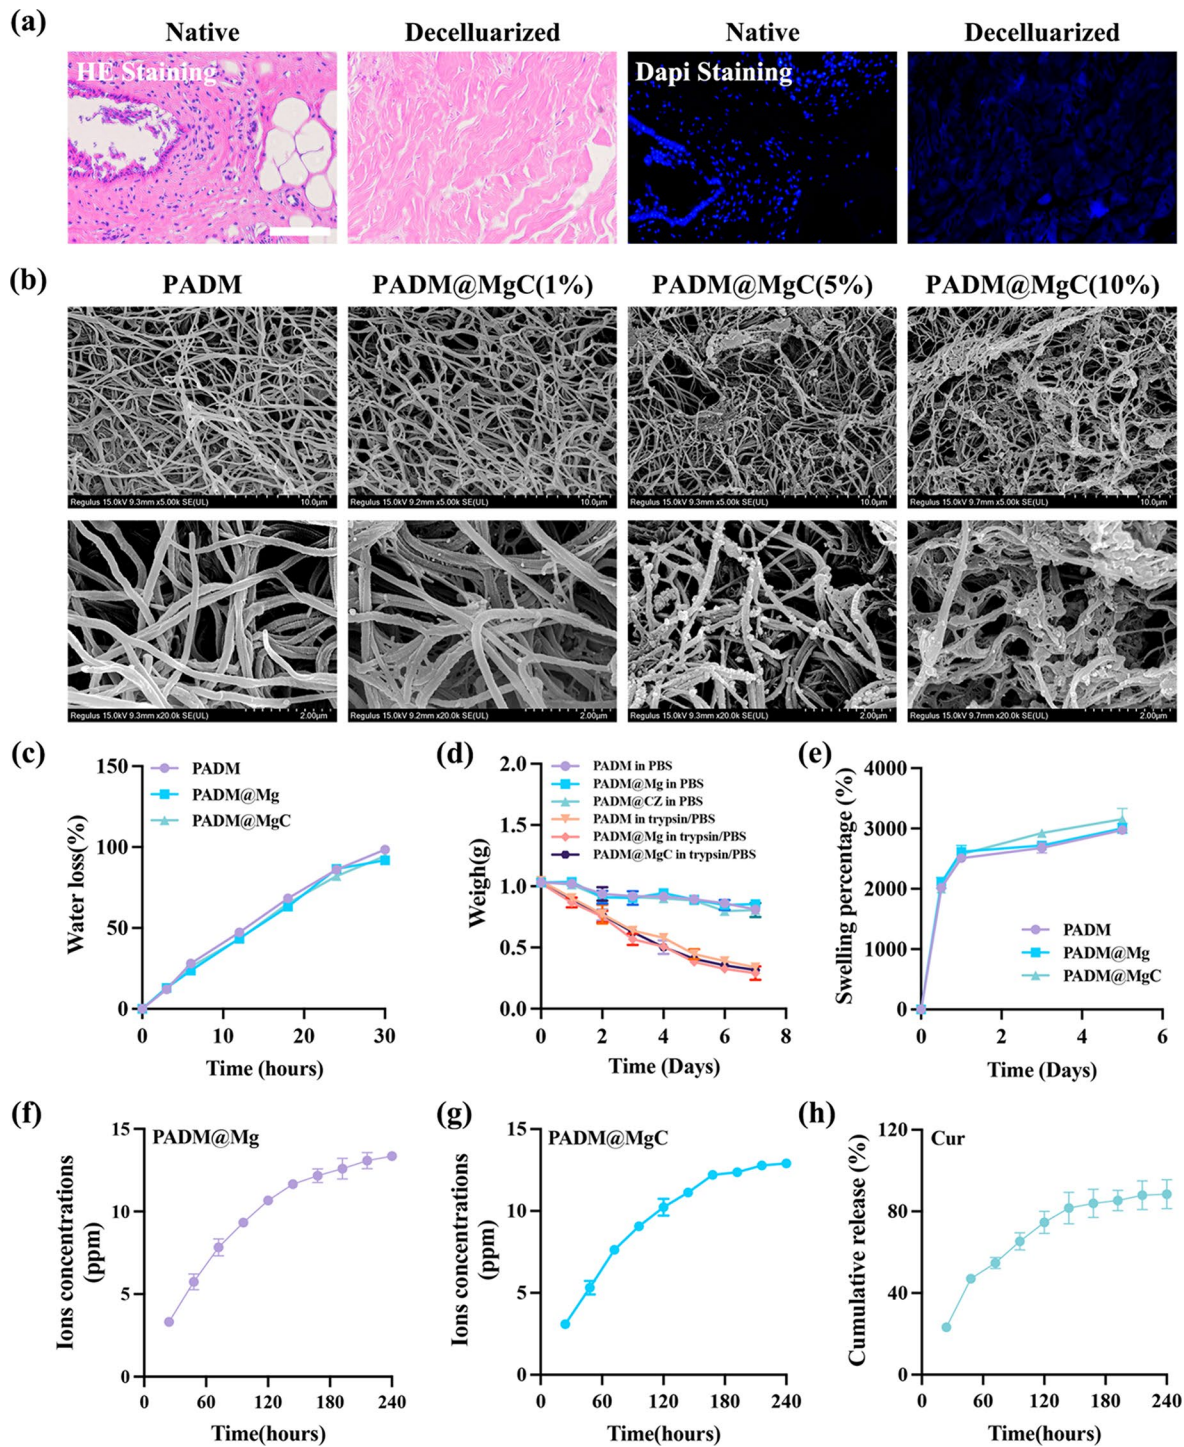 (a)
Native Decelluarized Native Decelluarized
HE Staining Dapi Staining
(b)
PADM PADM@MgC(1%) PADM@MgC(5%) PADM@MgC(10%)
Regulus 15.0kV 9.3mm x5.00k SE(UL) 10.0μm Regulus 15.0kV 9.2mm x5.00k SE(UL) 10.0μm Regulus 15.0kV 9.3mm x5.00k SE(UL) 10.0μm Regulus 15.0kV 9.7mm x5.00k SE(UL) 10.0μm
Regulus 15.0kV 9.3mm x20.0k SE(UL) 2.00μm Regulus 15.0kV 9.2mm x20.0k SE(UL) 2.00μm Regulus 15.0kV 9.3mm x20.0k SE(UL) 2.00μm Regulus 15.0kV 9.7mm x20.0k SE(UL) 2.00μm
(c)
Water loss(%)
150
100
50
0
PADM
PADM@Mg
PADM@MgC
0 10 20 30
Time (hours)
(d)
Weigh(g)
2.0
1.5
1.0
0.5
0.0
PADM in PBS
PADM@Mg in PBS
PADM@CZ in PBS
PADM in trypsin/PBS
PADM@Mg in trypsin/PBS
PADM@MgC in trypsin/PBS
0 2 4 6 8
Time (Days)
(e)
Swelling percentage (%)
4000
3000
2000
1000
0
PADM
PADM@Mg
PADM@MgC
0 2 4 6
Time (Days)
(f)
PADM@Mg
Ions concentrations
(ppm)
15
10
5
0
0 60 120 180 240
Time(hours)
(g)
PADM@MgC
Ions concentrations
(ppm)
15
10
5
0
0 60 120 180 240
Time(hours)
(h)
Cur
Cumulative release (%)
120
80
40
0
0 60 120 180 240
Time(hours)